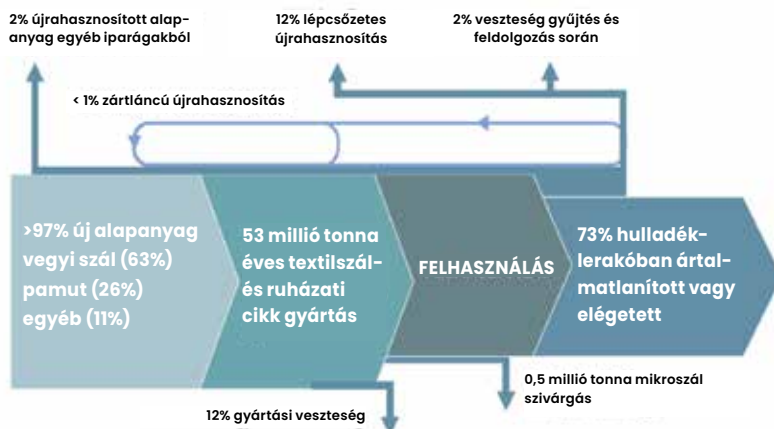 2% újrahasznosított alap-
anyag egyéb iparágakból
12% lépcsőzetes
újrahasznosítás
2% veszteség gyűjtés és
feldolgozás során
< 1% zártláncú újrahasznosítás
>97% új alapanyag
vegyi szál (63%)
pamut (26%)
egyéb (11%)
53 millió tonna
éves textilszál-
és ruházati
cikk gyártás
FELHASZNÁLÁS
73% hulladék-
lerakóban ártal-
matlanított vagy
elégetett
12% gyártási veszteség
0,5 millió tonna mikroszál
szivárgás